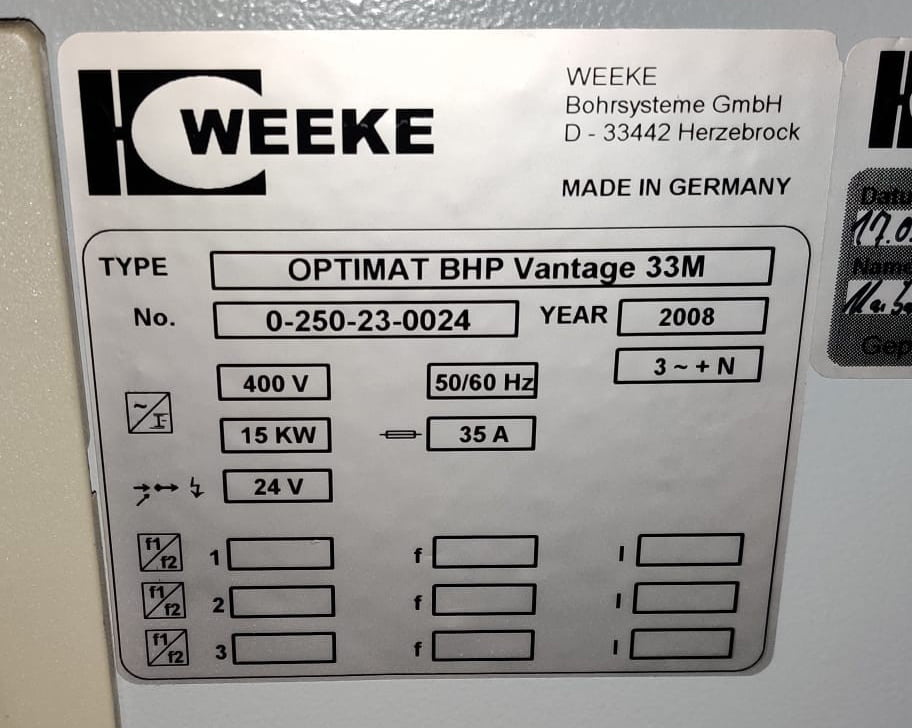 WEEKE
WEEKE
Bohrsysteme GmbH
D - 33442 Herzebrock
MADE IN GERMANY
TYPE OPTIMAT BHP Vantage 33M
No. 0-250-23-0024 YEAR 2008
400 V 50/60 Hz 3 ~ + N
15 KW 35 A
24 V
f1/f2 1 f I
f1/f2 2 f I
f1/f2 3 f I
17.0